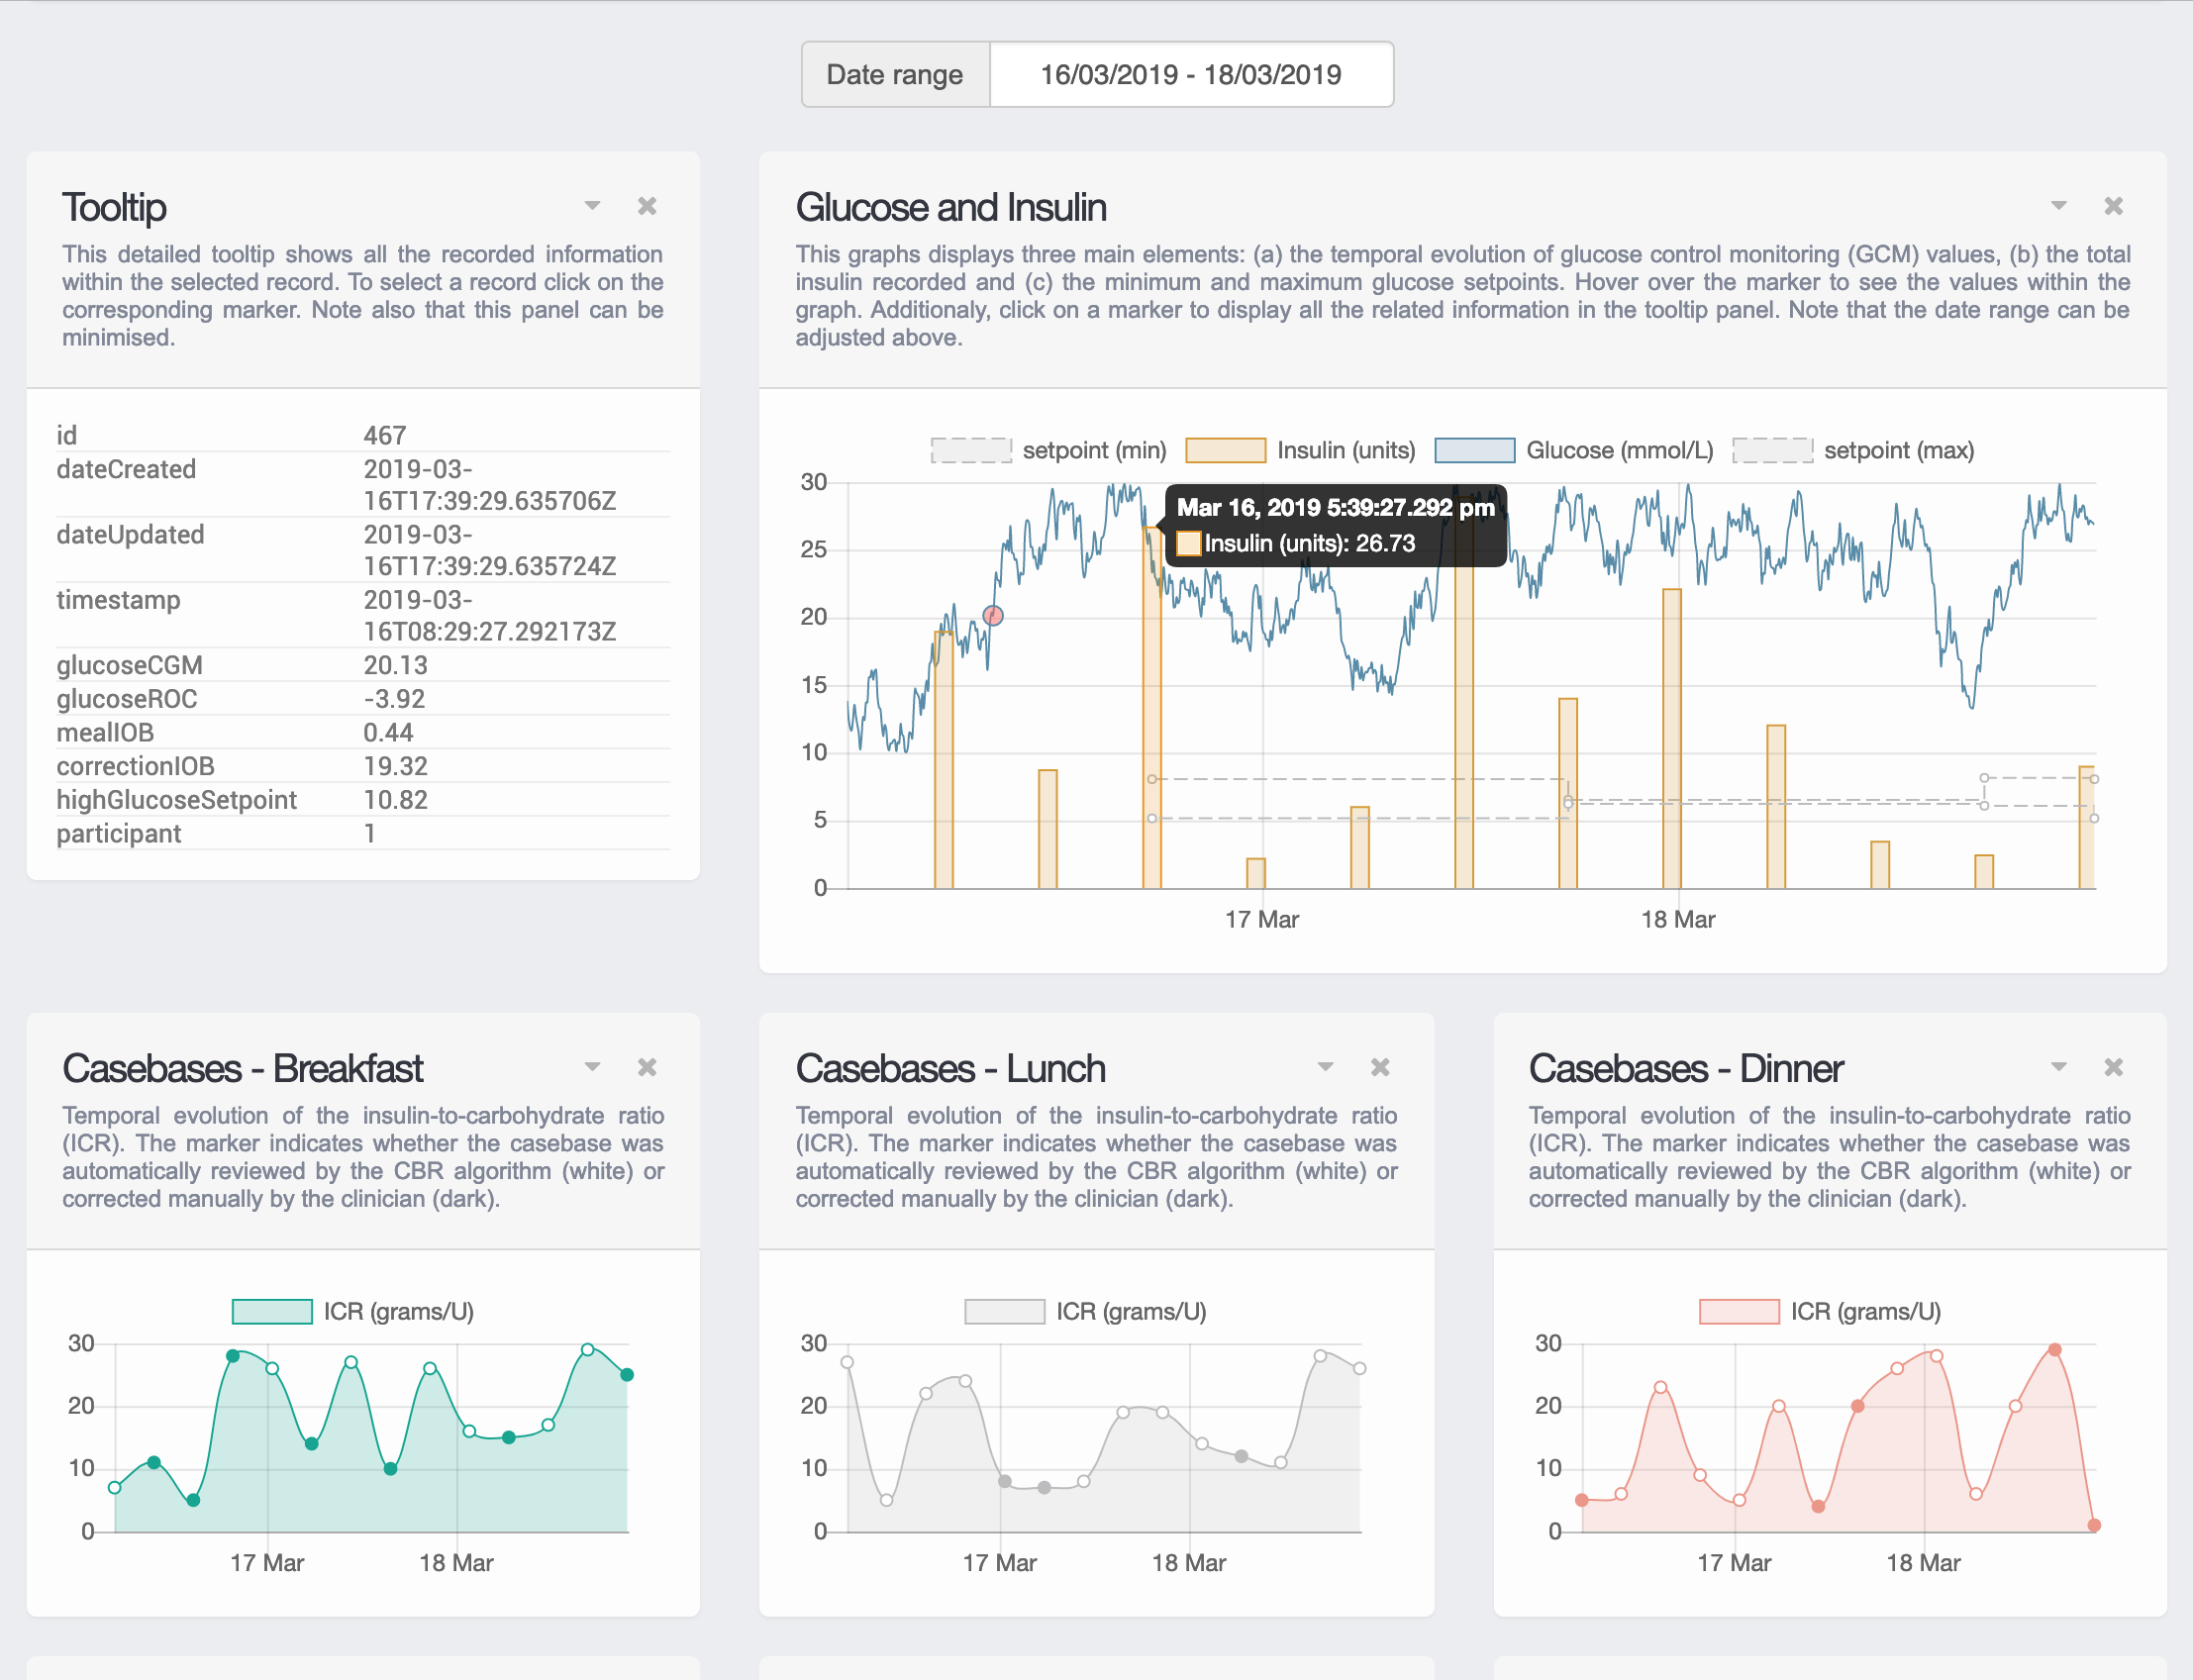 Date range 16/03/2019 - 18/03/2019
Tooltip
This detailed tooltip shows all the recorded information
within the selected record. To select a record click on the
corresponding marker. Note also that this panel can be
minimised.
id 467
dateCreated 2019-03-
16T17:39:29.635706Z
dateUpdated 2019-03-
16T17:39:29.635724Z
timestamp 2019-03-
16T08:29:27.292173Z
glucoseCGM 20.13
glucoseROC -3.92
mealIOB 0.44
correctionIOB 19.32
highGlucoseSetpoint 10.82
participant 1
Glucose and Insulin
This graphs displays three main elements: (a) the temporal evolution of glucose control monitoring (GCM) values, (b) the total
insulin recorded and (c) the minimum and maximum glucose setpoints. Hover over the marker to see the values within the
graph. Additionaly, click on a marker to display all the related information in the tooltip panel. Note that the date range can be
adjusted above.
setpoint (min) Insulin (units) Glucose (mmol/L) setpoint (max)
30
25
20
15
10
5
0
Mar 16, 2019 5:39:27.292 pm
Insulin (units): 26.73
17 Mar 18 Mar
Casebases - Breakfast
Temporal evolution of the insulin-to-carbohydrate ratio
(ICR). The marker indicates whether the casebase was
automatically reviewed by the CBR algorithm (white) or
corrected manually by the clinician (dark).
ICR (grams/U)
30
20
10
0
17 Mar 18 Mar
Casebases - Lunch
Temporal evolution of the insulin-to-carbohydrate ratio
(ICR). The marker indicates whether the casebase was
automatically reviewed by the CBR algorithm (white) or
corrected manually by the clinician (dark).
ICR (grams/U)
30
20
10
0
17 Mar 18 Mar
Casebases - Dinner
Temporal evolution of the insulin-to-carbohydrate ratio
(ICR). The marker indicates whether the casebase was
automatically reviewed by the CBR algorithm (white) or
corrected manually by the clinician (dark).
ICR (grams/U)
30
20
10
0
17 Mar 18 Mar